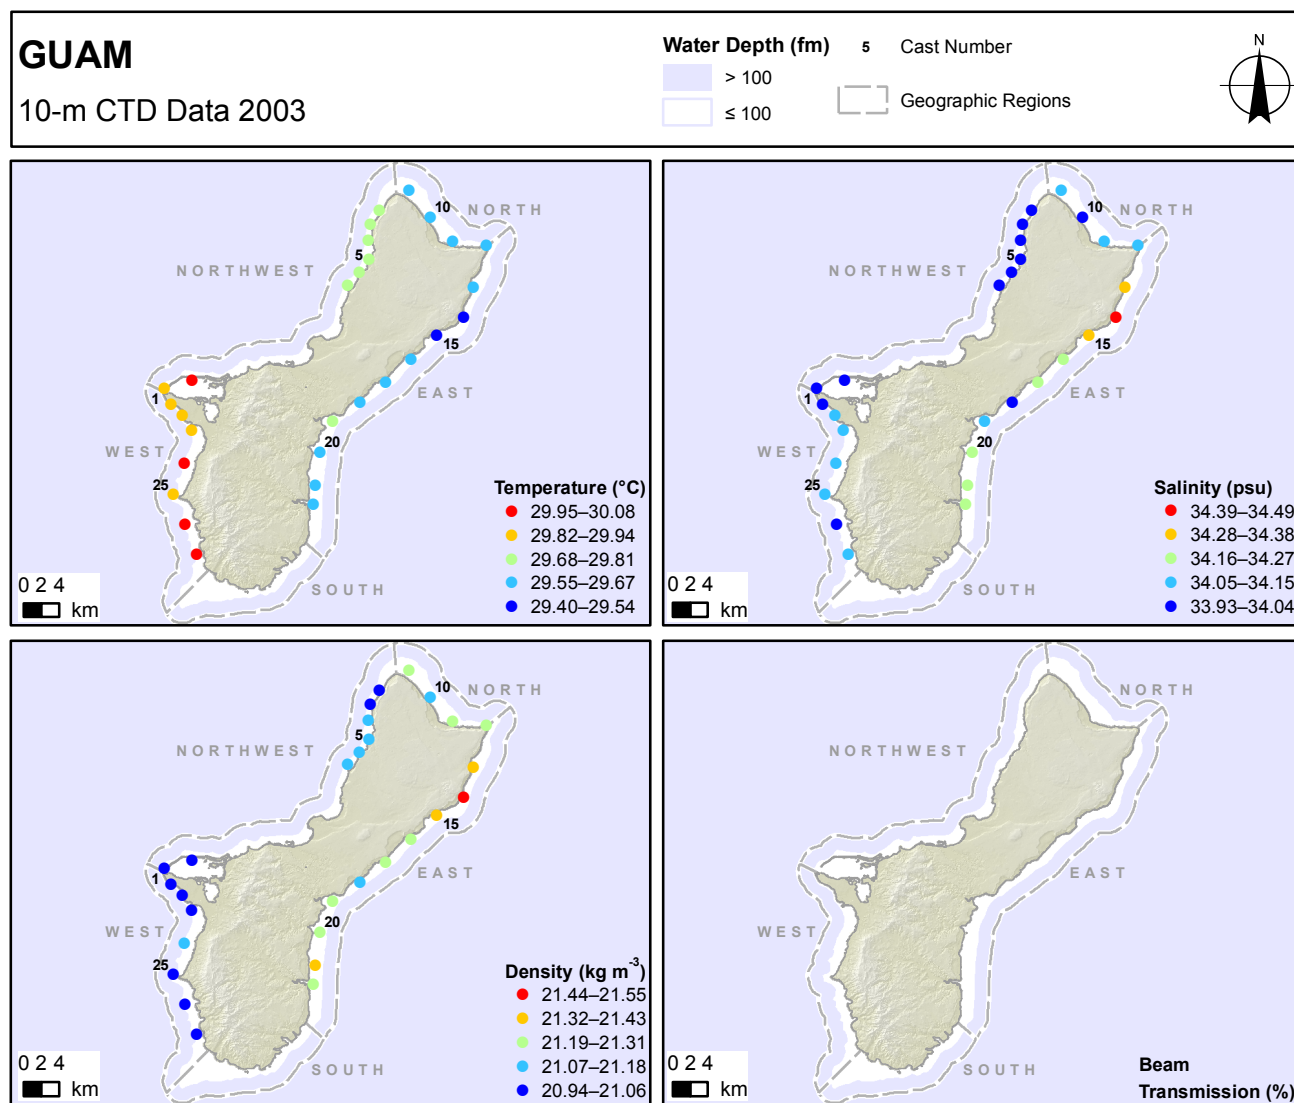 GUAM
10-m CTD Data 2003
Water Depth (fm)
> 100
≤ 100
5 Cast Number
Geographic Regions
N
NORTHWEST
NORTH
EAST
WEST
SOUTH
1
5
10
15
20
25
Temperature (°C)
29.95–30.08
29.82–29.94
29.68–29.81
29.55–29.67
29.40–29.54
0 2 4
km
NORTHWEST
NORTH
EAST
WEST
SOUTH
1
5
10
15
20
25
Salinity (psu)
34.39–34.49
34.28–34.38
34.16–34.27
34.05–34.15
33.93–34.04
0 2 4
km
NORTHWEST
NORTH
EAST
WEST
SOUTH
1
5
10
15
20
25
Density (kg m⁻³)
21.44–21.55
21.32–21.43
21.19–21.31
21.07–21.18
20.94–21.06
0 2 4
km
NORTHWEST
NORTH
EAST
WEST
SOUTH
Beam
Transmission (%)
0 2 4
km